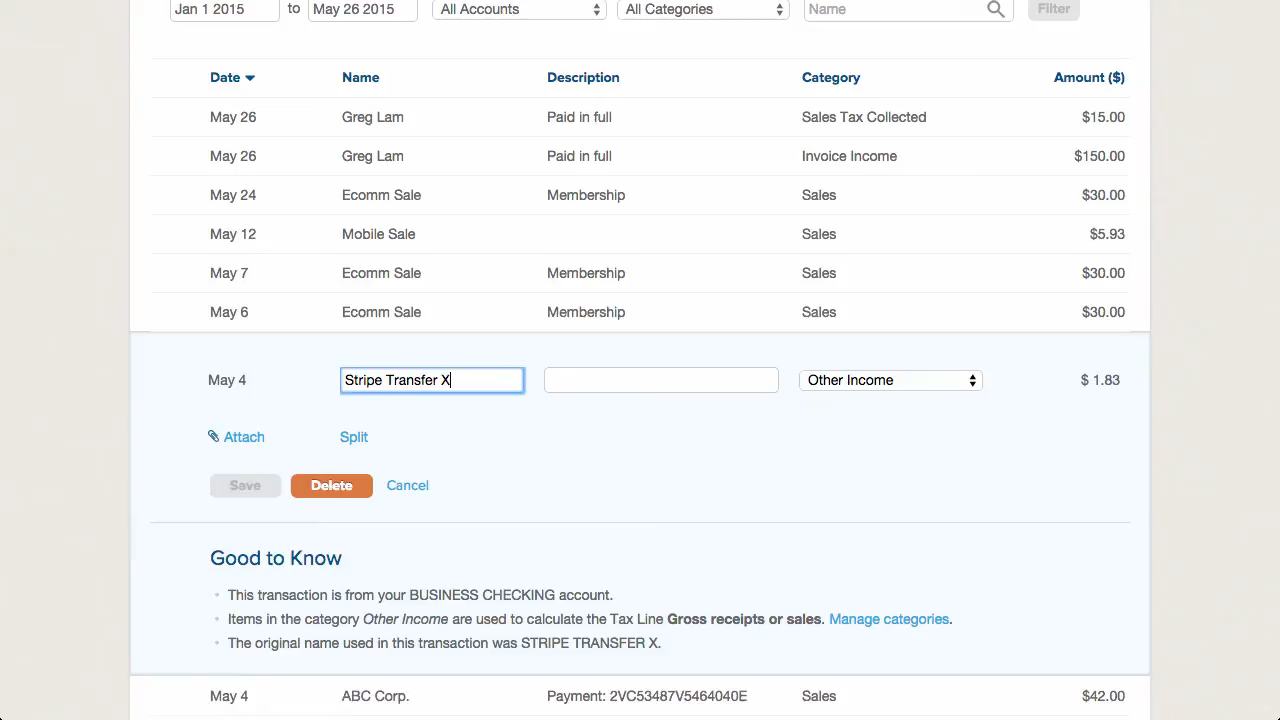 Jan 1 2015 to May 26 2015 All Accounts All Categories Name Filter
Date Name Description Category Amount ($)
May 26 Greg Lam Paid in full Sales Tax Collected $15.00
May 26 Greg Lam Paid in full Invoice Income $150.00
May 24 Ecomm Sale Membership Sales $30.00
May 12 Mobile Sale Sales $5.93
May 7 Ecomm Sale Membership Sales $30.00
May 6 Ecomm Sale Membership Sales $30.00
May 4 Stripe Transfer X Other Income $ 1.83
Attach Split
Save Delete Cancel
Good to Know
This transaction is from your BUSINESS CHECKING account.
Items in the category Other Income are used to calculate the Tax Line Gross receipts or sales. Manage categories.
The original name used in this transaction was STRIPE TRANSFER X.
May 4 ABC Corp. Payment: 2VC53487V5464040E Sales $42.00